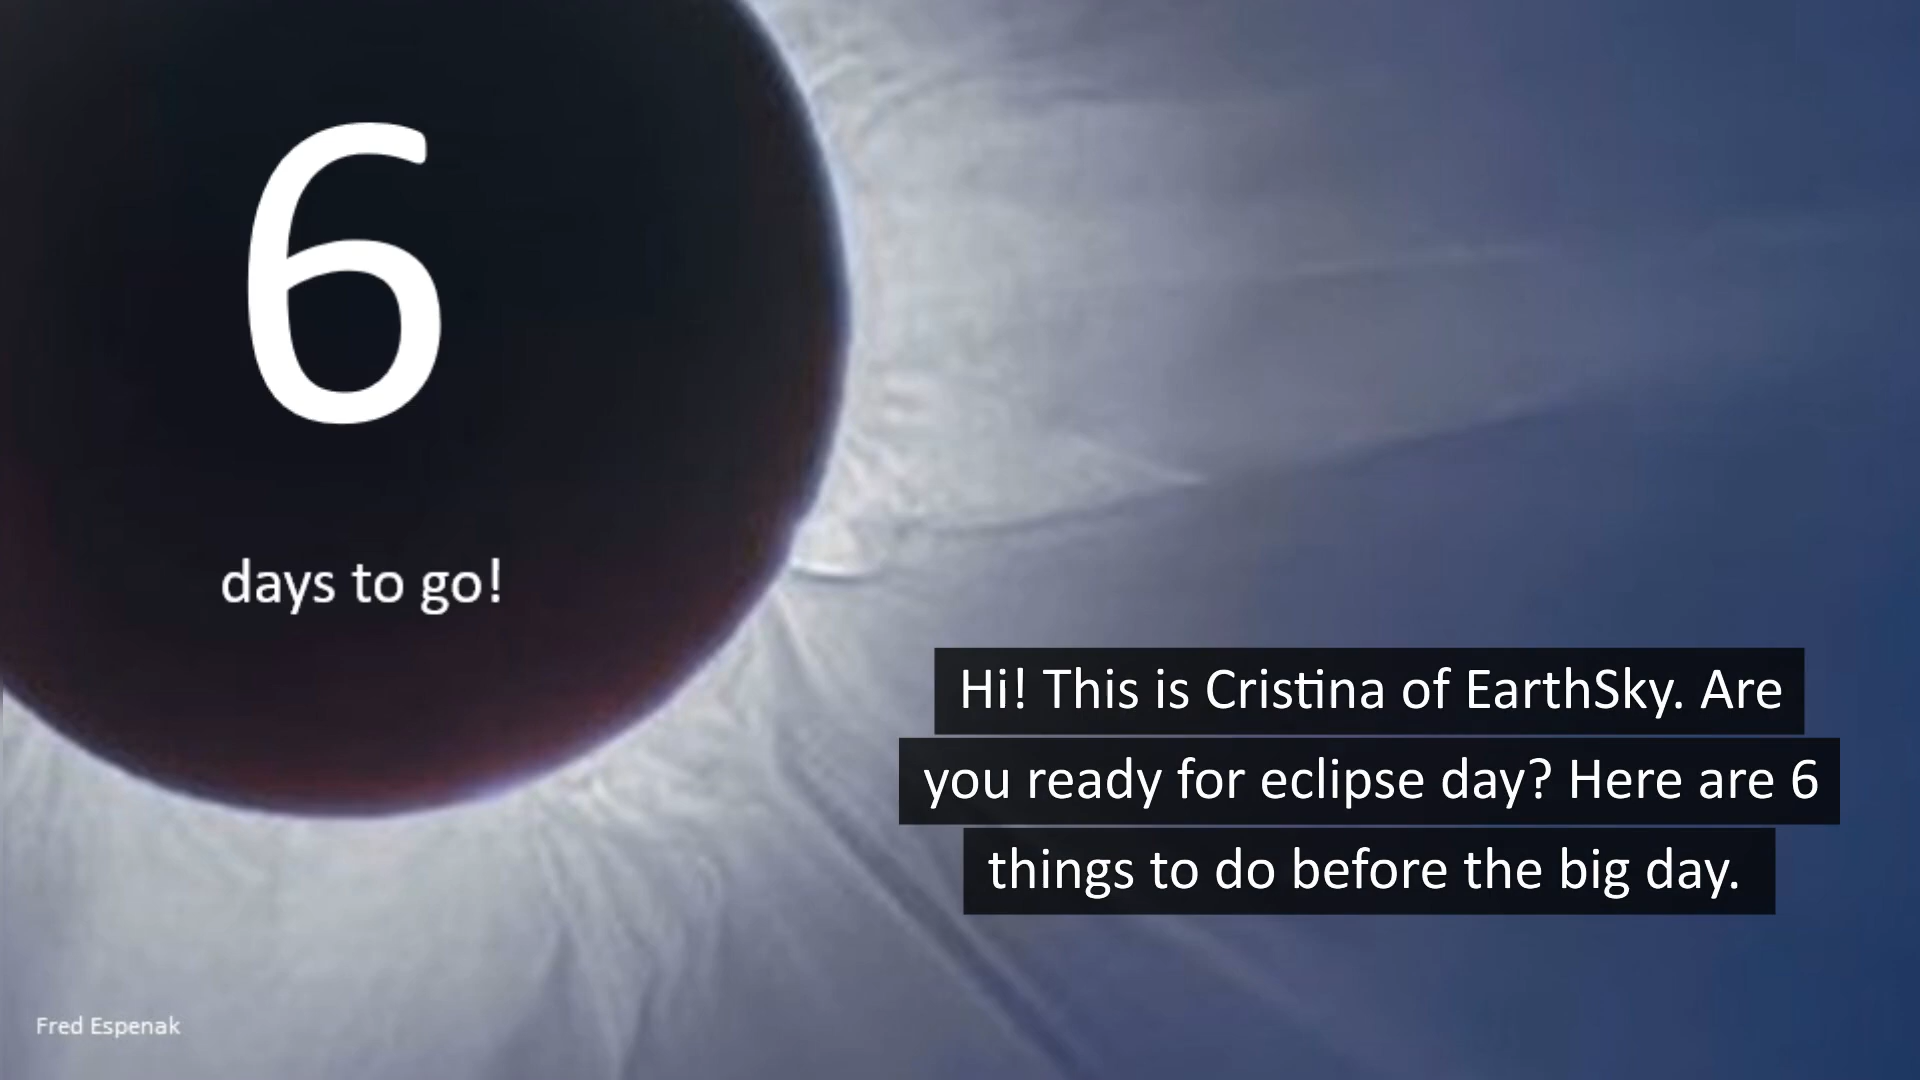 6
days to go!
Hi! This is Cristina of EarthSky. Are
you ready for eclipse day? Here are 6
things to do before the big day.
Fred Espenak